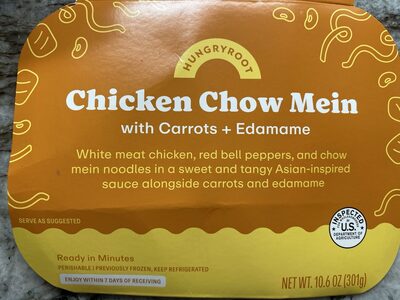 HUNGRYROOT
Chicken Chow Mein
with Carrots + Edamame
White meat chicken, red bell peppers, and chow
mein noodles in a sweet and tangy Asian-inspired
sauce alongside carrots and edamame
SERVE AS SUGGESTED
INSPECTED
U.S.
DEPARTMENT OF
AGRICULTURE
Ready in Minutes
PERISHABLE | PREVIOUSLY FROZEN, KEEP REFRIGERATED
ENJOY WITHIN 7 DAYS OF RECEIVING
NET WT. 10.6 OZ (301g)